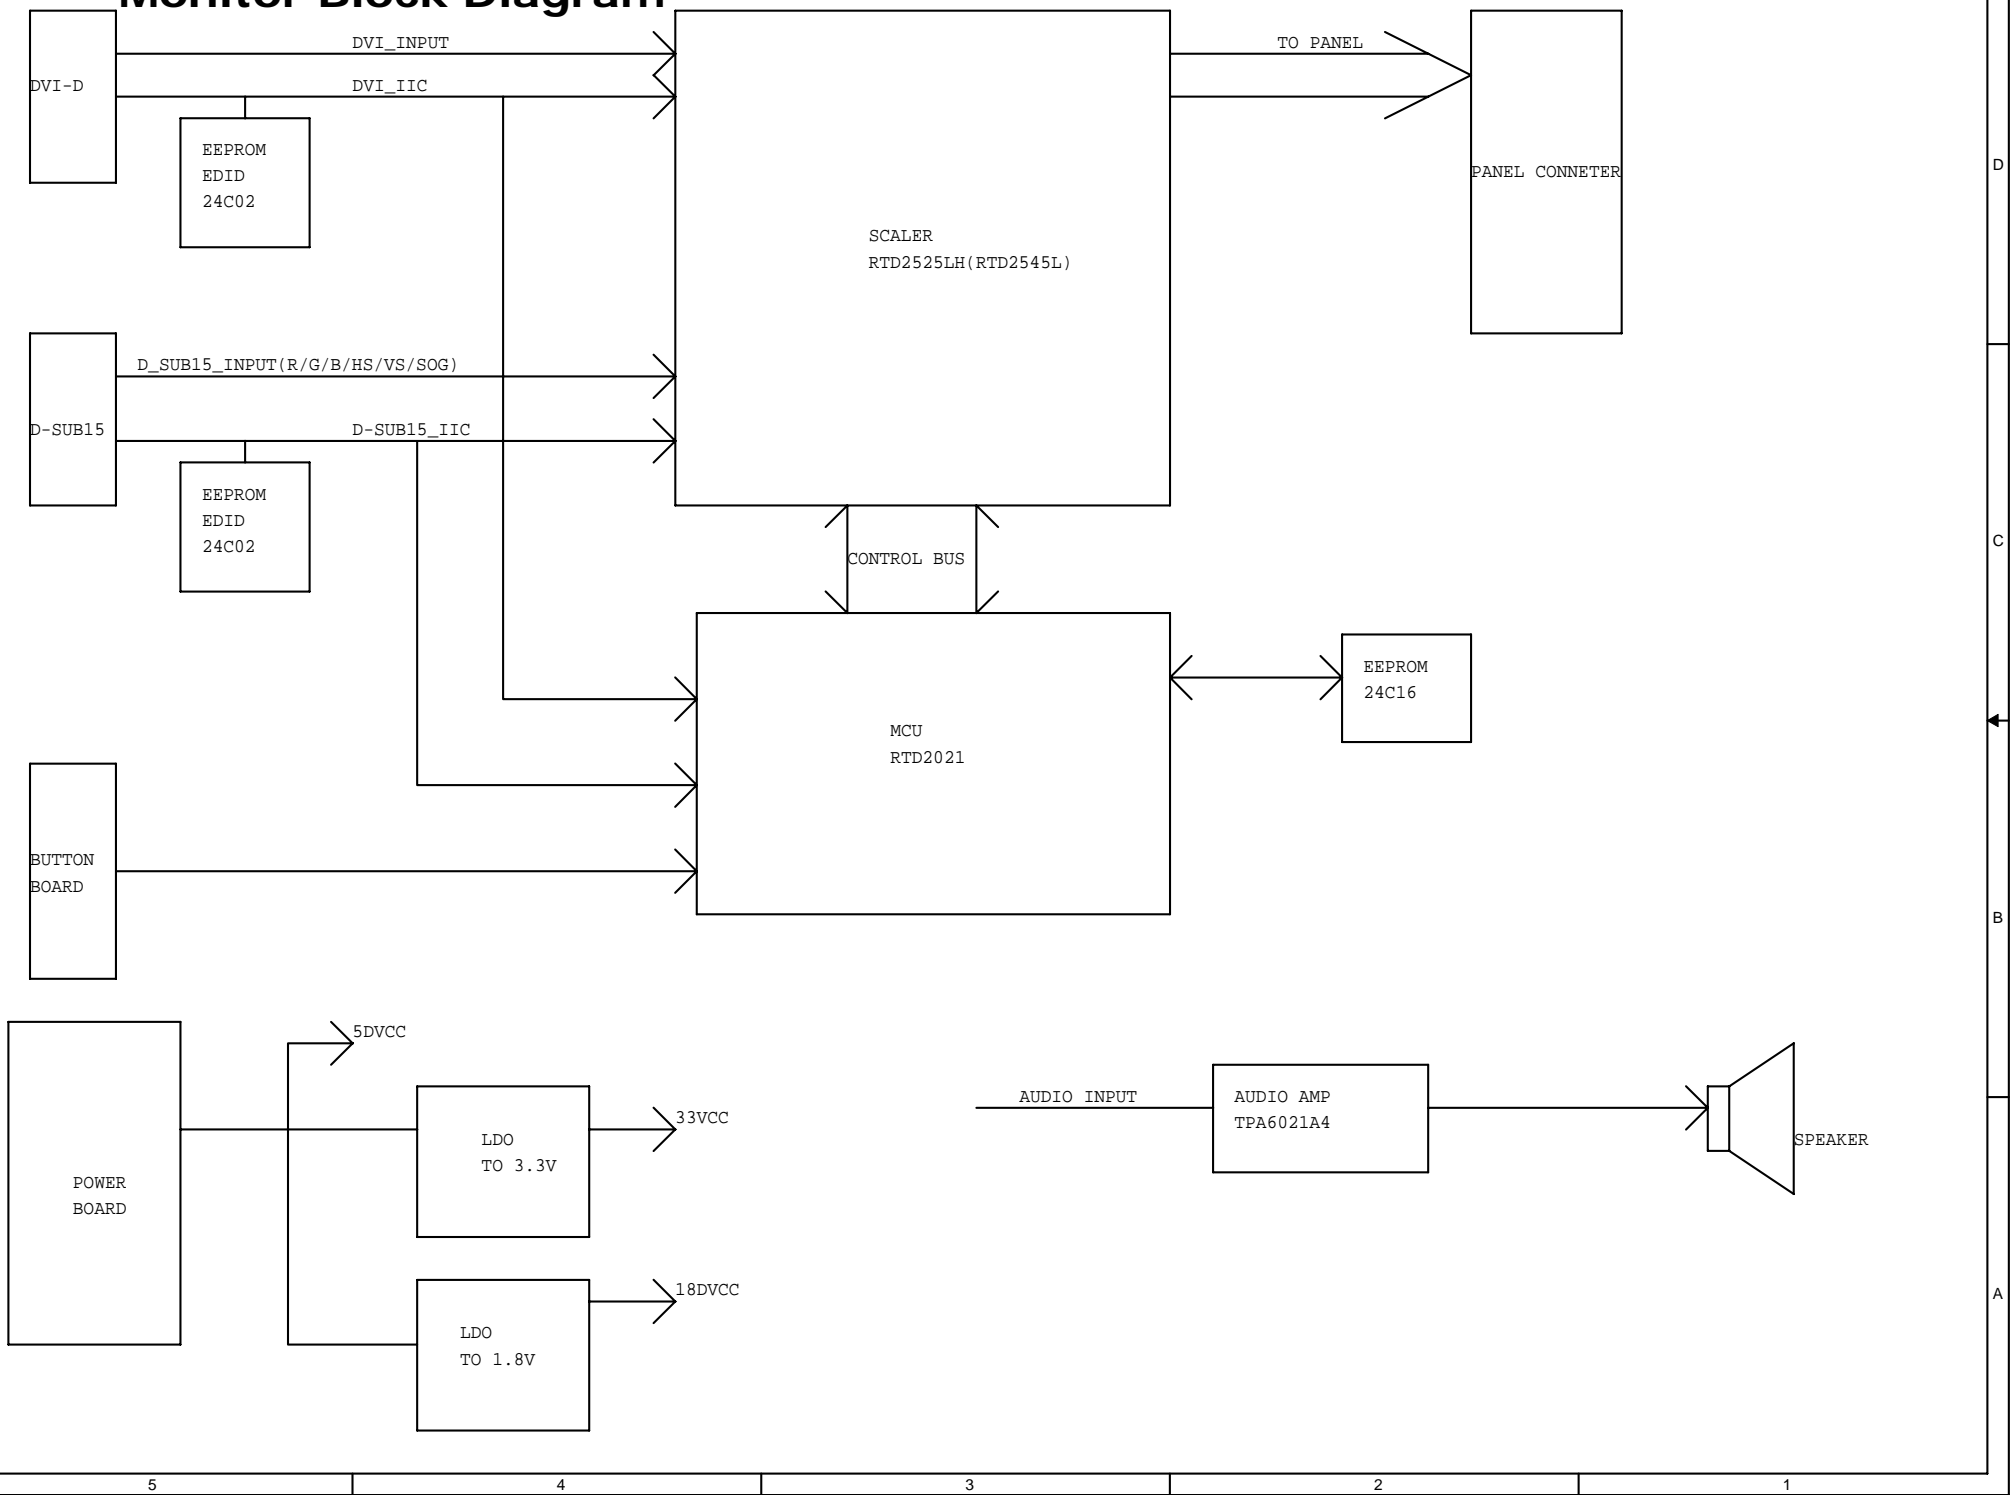 Monitor Block Diagram
DVI_INPUT
TO PANEL
DVI-D
DVI_IIC
EEPROM
EDID
24C02
PANEL CONNETER
D
SCALER
RTD2525LH(RTD2545L)
D_SUB15_INPUT(R/G/B/HS/VS/SOG)
D-SUB15
D-SUB15_IIC
EEPROM
EDID
24C02
CONTROL BUS
C
EEPROM
24C16
MCU
RTD2021
BUTTON
BOARD
B
5DVCC
33VCC
LDO
TO 3.3V
POWER
BOARD
AUDIO INPUT
AUDIO AMP
TPA6021A4
SPEAKER
18DVCC
LDO
TO 1.8V
A
5
4
3
2
1